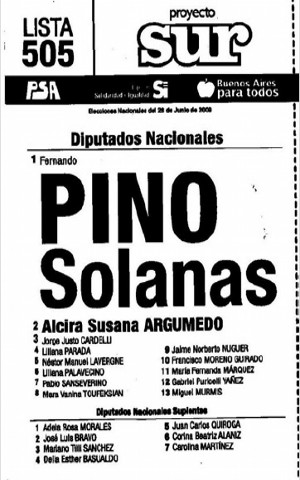 LISTA
505
proyecto
sur
PSA
Solidaridad e Igualdad
Si
Buenos Aires
para todos
Elecciones Nacionales del 28 de Junio de 2009
Diputados Nacionales
1 Fernando
PINO
Solanas
2 Alcira Susana ARGUMEDO
3 Jorge Justo CARDELLI
4 Liliana PARADA
5 Néstor Manuel LAVERGNE
6 Liliana PALAVECINO
7 Pablo SANSEVERINO
8 Mara Vanina TOUFEKSIAN
9 Jaime Norberto NUGUER
10 Francisco MORENO GUIRADO
11 María Fernanda MÁRQUEZ
12 Gabriel Puricelli YAÑEZ
13 Miguel MURMIS
Diputados Nacionales Suplentes
1 Adela Rosa MORALES
2 José Luis BRAVO
3 Mariano Tilli SANCHEZ
4 Delia Esther BASUALDO
5 Juan Carlos QUIROGA
6 Corina Beatriz ALANIZ
7 Carolina MARTÍNEZ